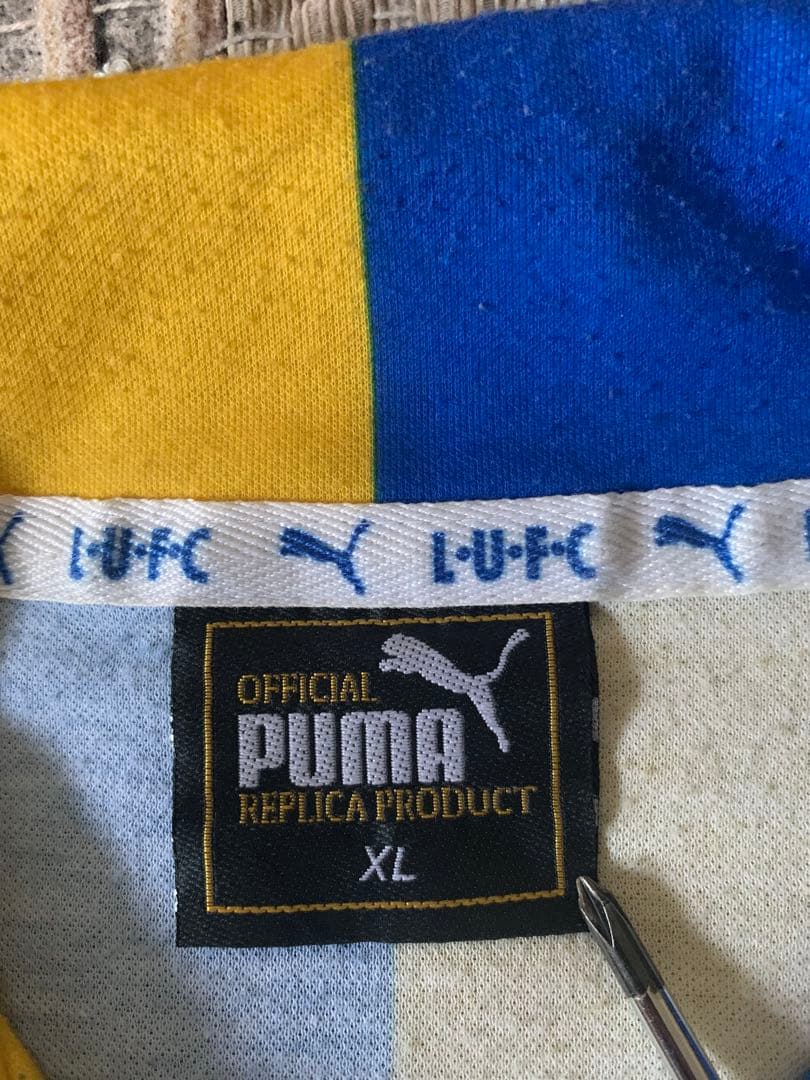 L·U·F·C L·U·F·C
OFFICIAL
PUMA
REPLICA PRODUCT
XL